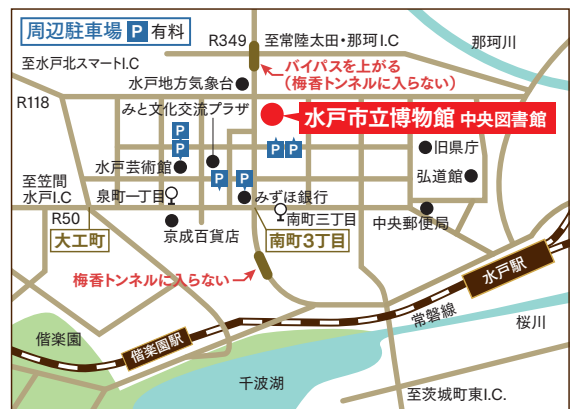 周辺駐車場 P 有料
R349
至常陸太田・那珂I.C
那珂川
至水戸北スマートI.C
バイパスを上がる
（梅香トンネルに入らない）
水戸地方気象台
R118
みと文化交流プラザ
水戸市立博物館 中央図書館
P
P
P P
旧県庁
水戸芸術館
弘道館
至笠間
水戸I.C
P
P
泉町一丁目
みずほ銀行
R50
南町三丁目
中央郵便局
大工町
京成百貨店
南町3丁目
梅香トンネルに入らない
水戸駅
常磐線
桜川
偕楽園
偕楽園駅
千波湖
至茨城町東I.C.